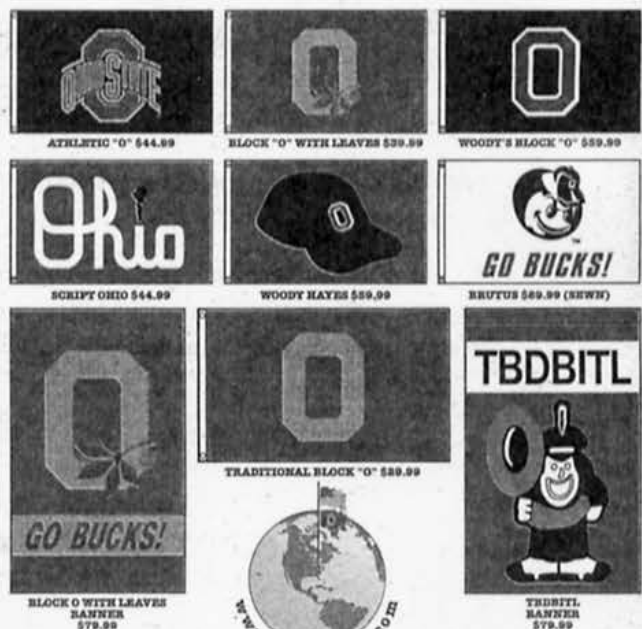 OHIO STATE
ATHLETIC "O" $44.99
O
BLOCK "O" WITH LEAVES $39.99
O
WOODY'S BLOCK "O" $59.99
Ohio
SCRIPT OHIO $44.99
O
WOODY HAYES $59.99
GO BUCKS!
BRUTUS $89.99 (SEWN)
O
GO BUCKS!
BLOCK O WITH LEAVES
BANNER
$79.99
O
TRADITIONAL BLOCK "O" $29.99
TBDBITL
TBDBITL
BANNER
$79.99